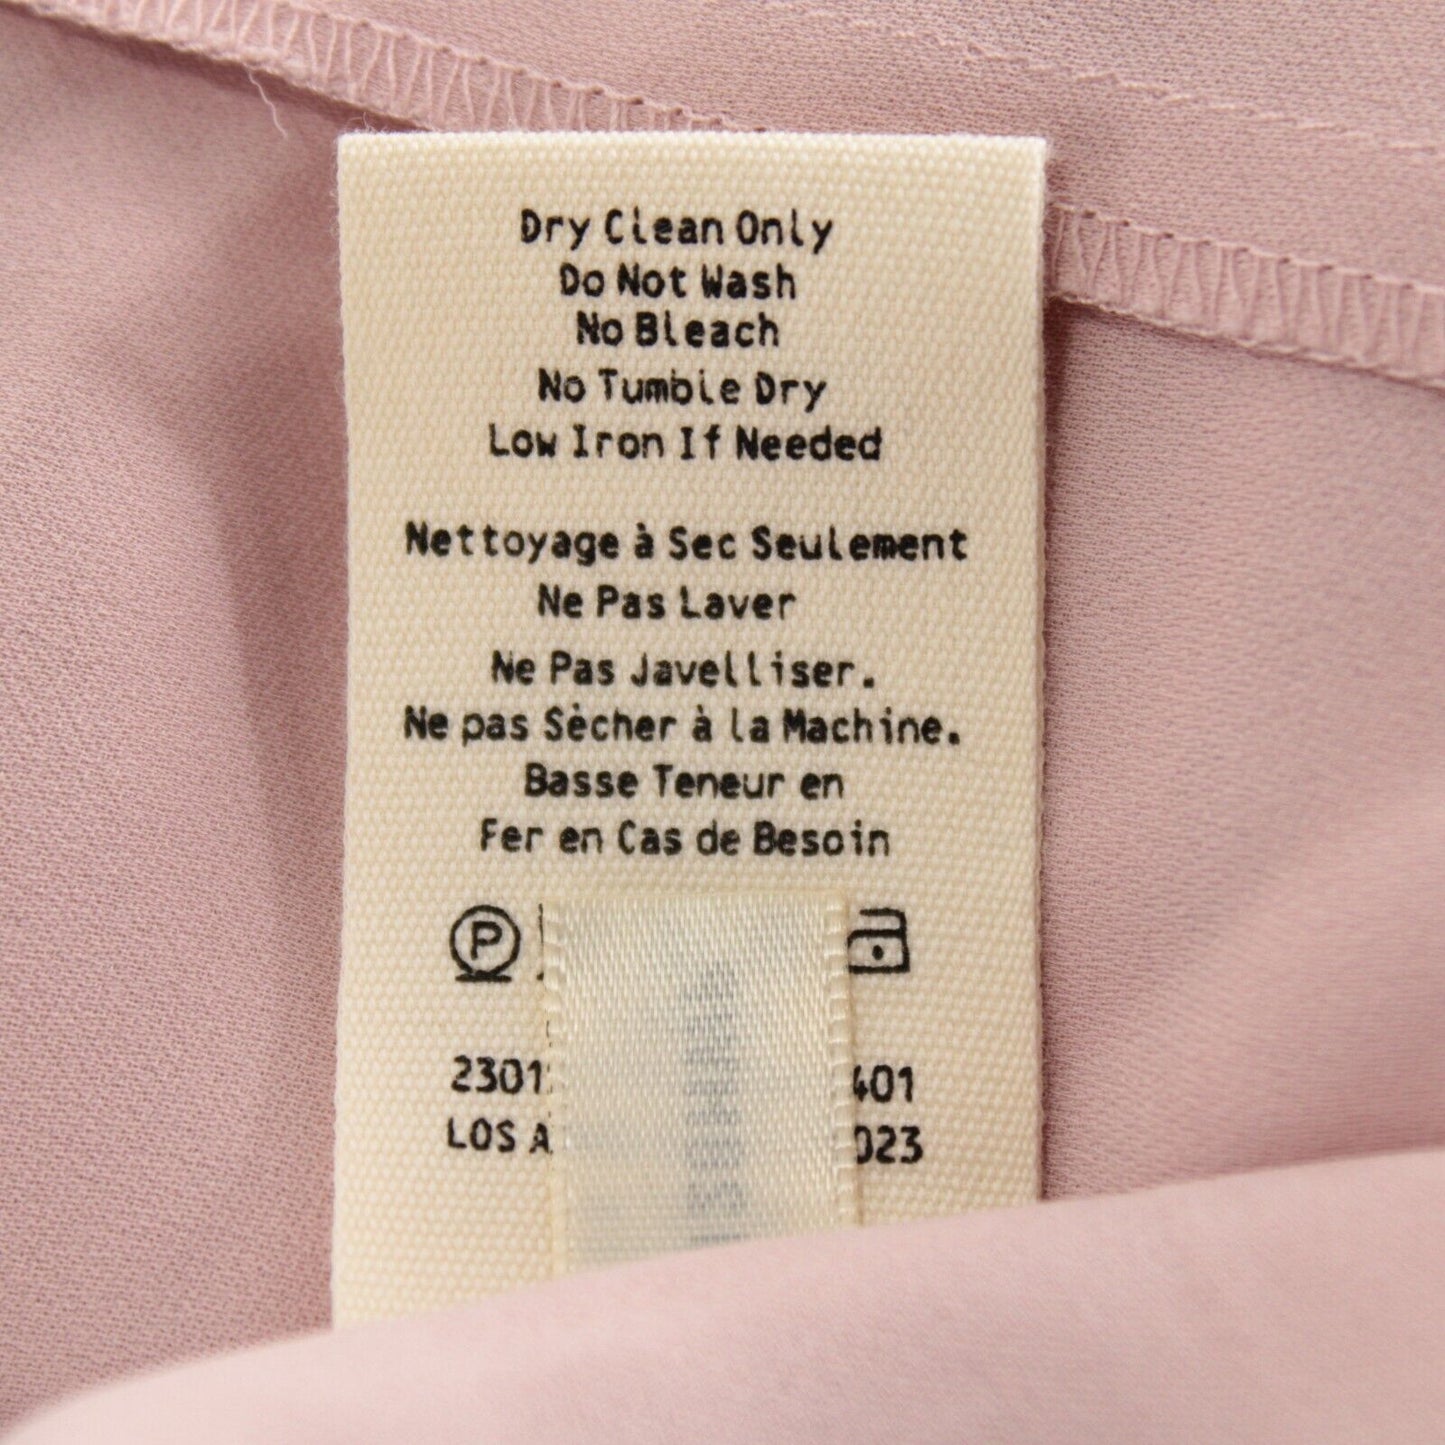 Dry Clean Only
Do Not Wash
No Bleach
No Tumble Dry
Low Iron If Needed
Nettoyage à Sec Seulement
Ne Pas Laver
Ne Pas Javelliser.
Ne pas Sècher à la Machine.
Basse Teneur en
Fer en Cas de Besoin
P
2301 401
LOS A 023